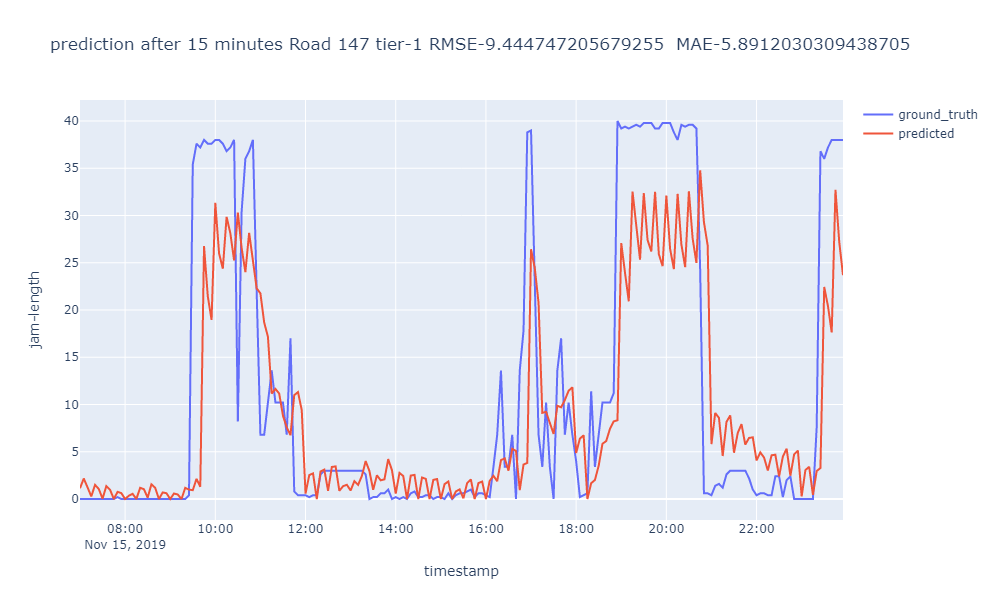 prediction after 15 minutes Road 147 tier-1 RMSE-9.444747205679255  MAE-5.8912030309438705
ground_truth
predicted
40
35
30
25
20
15
10
5
0
jam-length
08:00 10:00 12:00 14:00 16:00 18:00 20:00 22:00
Nov 15, 2019
timestamp